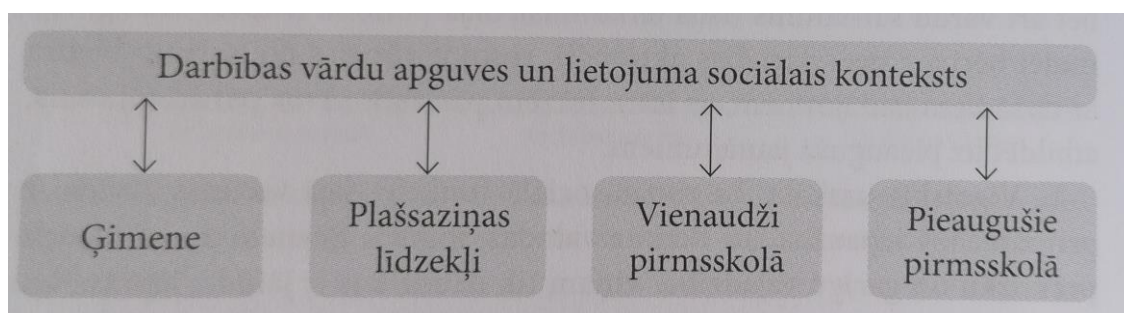 Darbības vārdu apguves un lietojuma sociālais konteksts
Ģimene
Plašsaziņas
līdzekļi
Vienaudži
pirmsskolā
Pieaugušie
pirmsskolā